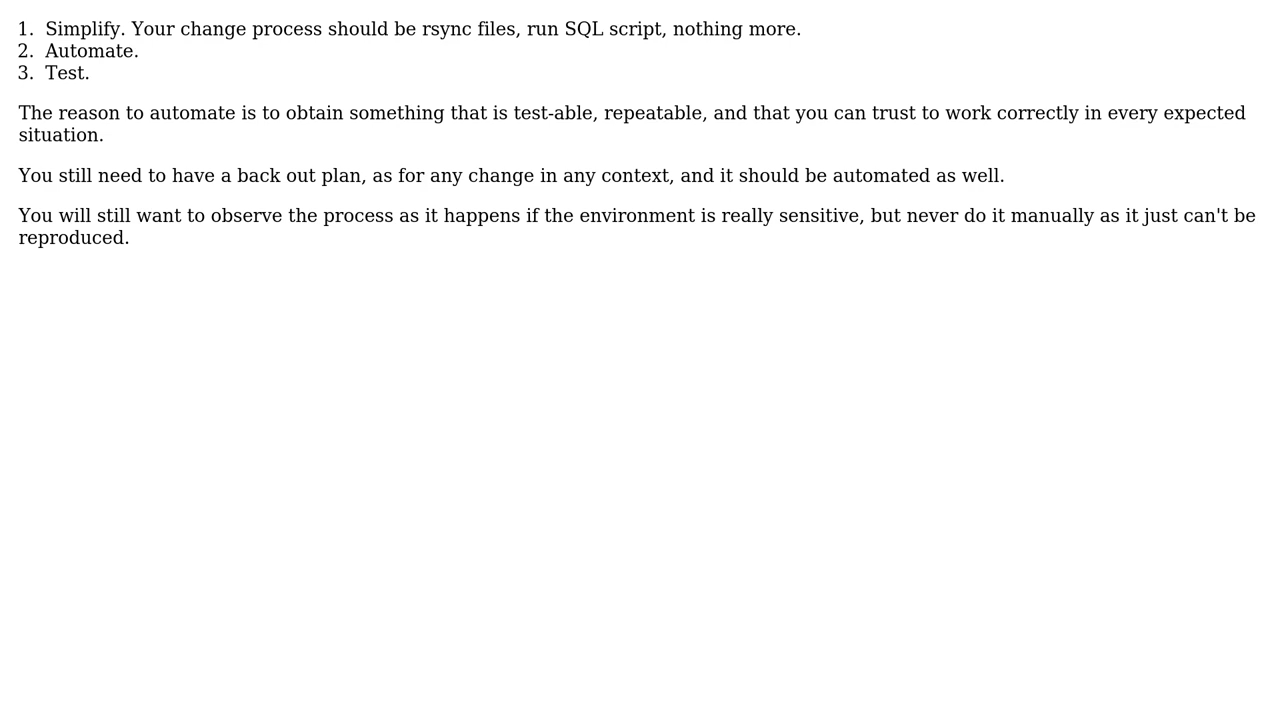 1. Simplify. Your change process should be rsync files, run SQL script, nothing more.
2. Automate.
3. Test.
The reason to automate is to obtain something that is test-able, repeatable, and that you can trust to work correctly in every expected
situation.
You still need to have a back out plan, as for any change in any context, and it should be automated as well.
You will still want to observe the process as it happens if the environment is really sensitive, but never do it manually as it just can't be
reproduced.